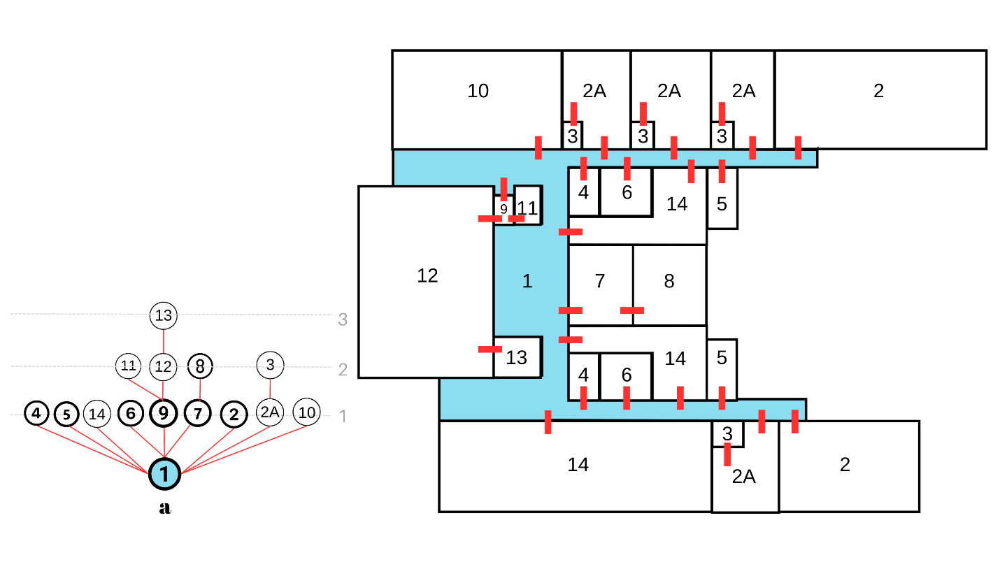 10 2A 2A 2A 2
3 3 3
4 6 14 5
9 11
12 1 7 8
13 14 5
4 6
3
14 2A 2
13 3
11 12 8 3 2
4 5 14 6 9 7 2 2A 10 1
1
a